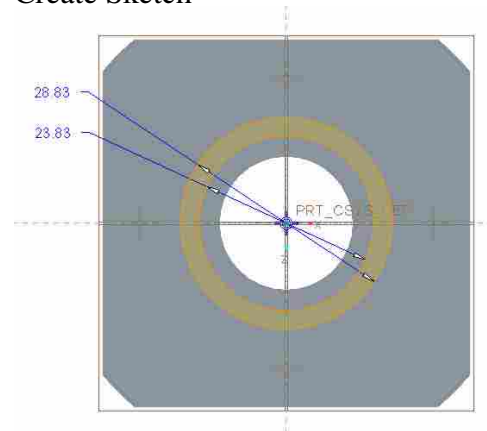 Create Sketch
28.83
23.83
PRT_CSYS_DEF
X
Z